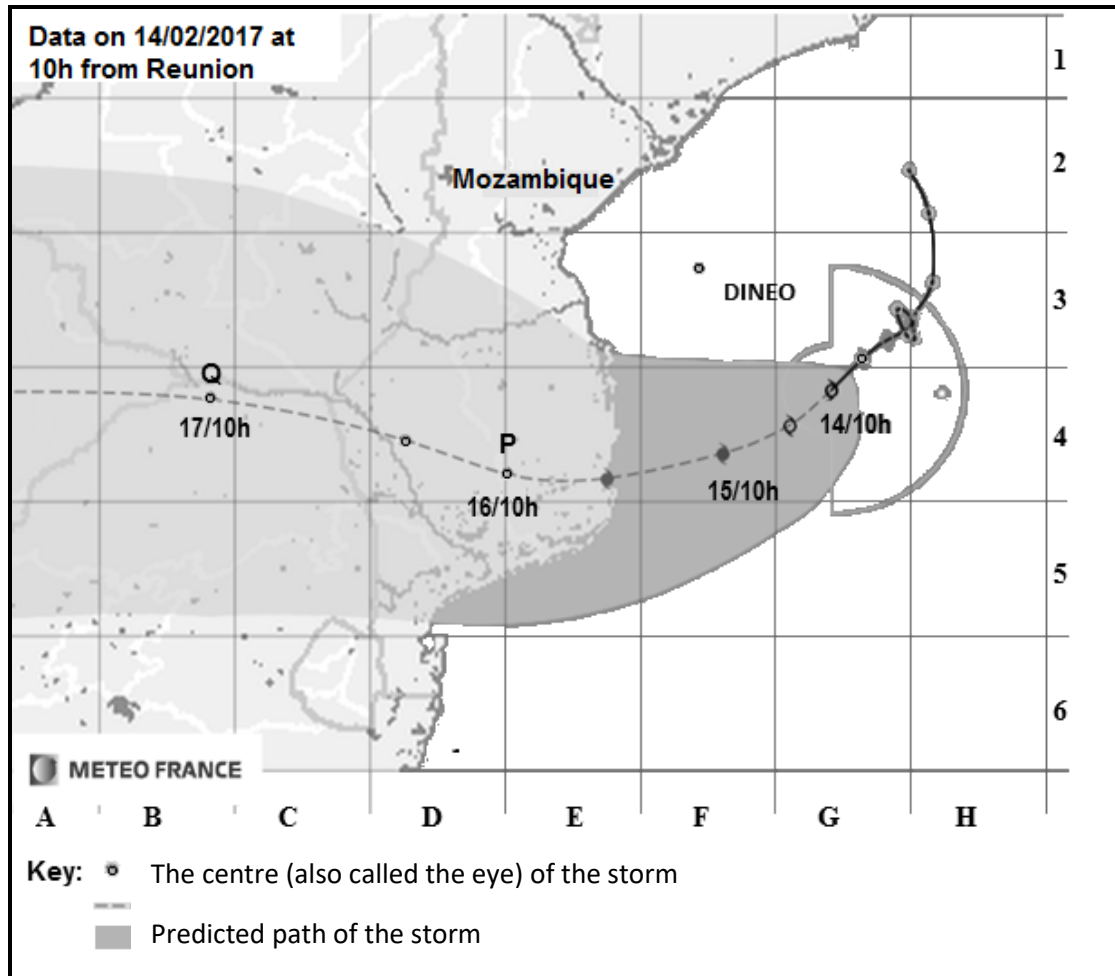 Data on 14/02/2017 at
10h from Reunion
1
2
Mozambique
3
DINEO
Q
17/10h
P
16/10h
15/10h
14/10h
4
5
6
METEO FRANCE
A B C D E F G H
Key: The centre (also called the eye) of the storm
Predicted path of the storm